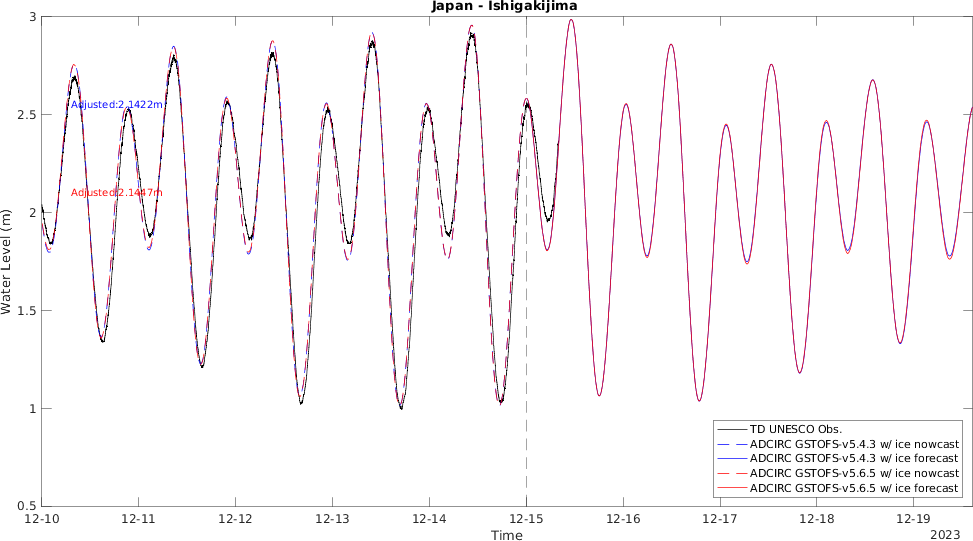 Japan - Ishigakijima
3
2.5
2
1.5
1
0.5
Water Level (m)
Adjusted:2.1422m
Adjusted:2.1447m
TD UNESCO Obs.
ADCIRC GSTOFS-v5.4.3 w/ ice nowcast
ADCIRC GSTOFS-v5.4.3 w/ ice forecast
ADCIRC GSTOFS-v5.6.5 w/ ice nowcast
ADCIRC GSTOFS-v5.6.5 w/ ice forecast
12-10 12-11 12-12 12-13 12-14 12-15 12-16 12-17 12-18 12-19
Time
2023